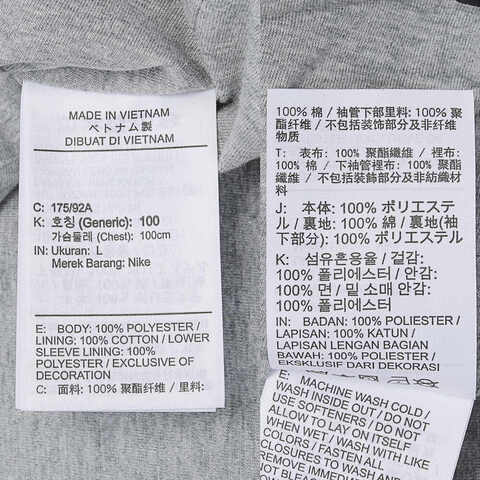 MADE IN VIETNAM
ベトナム製
DIBUAT DI VIETNAM
C: 175/92A
K: 호칭 (Generic): 100
가슴둘레 (Chest): 100cm
IN: Ukuran: L
Merek Barang: Nike
E: BODY: 100% POLYESTER /
LINING: 100% COTTON / LOWER
SLEEVE LINING: 100%
POLYESTER / EXCLUSIVE OF
DECORATION
C: 面料: 100% 聚酯纤维 / 里料:
100% 棉 / 袖管下部里料: 100% 聚
酯纤维 / 不包括装饰部分及非纤维
物质
T: 表布: 100% 聚酯纖維 / 裡布:
100% 棉 / 下袖管裡布: 100% 聚酯
纖維 / 不包括裝飾部分及非紡織材
料
J: 本体: 100% ポリエステ
ル / 裏地: 100% 綿 / 裏地(袖
下部分): 100% ポリエステル
K: 섬유혼용율 / 겉감:
100% 폴리에스터 / 안감:
100% 면 / 밑 소매 안감:
100% 폴리에스터
IN: BADAN: 100% POLIESTER /
LAPISAN: 100% KATUN /
LAPISAN LENGAN BAGIAN
BAWAH: 100% POLIESTER /
EKSKLUSIF DARI DEKORASI
E: MACHINE WASH COLD /
WASH INSIDE OUT / DO NOT
USE SOFTENERS / DO NOT
ALLOW TO LAY ON ITSELF
WHEN WET / WASH WITH LIKE
COLORS / FASTEN ALL
CLOSURES
REMOVE IMMEDI
NOT BLEAC